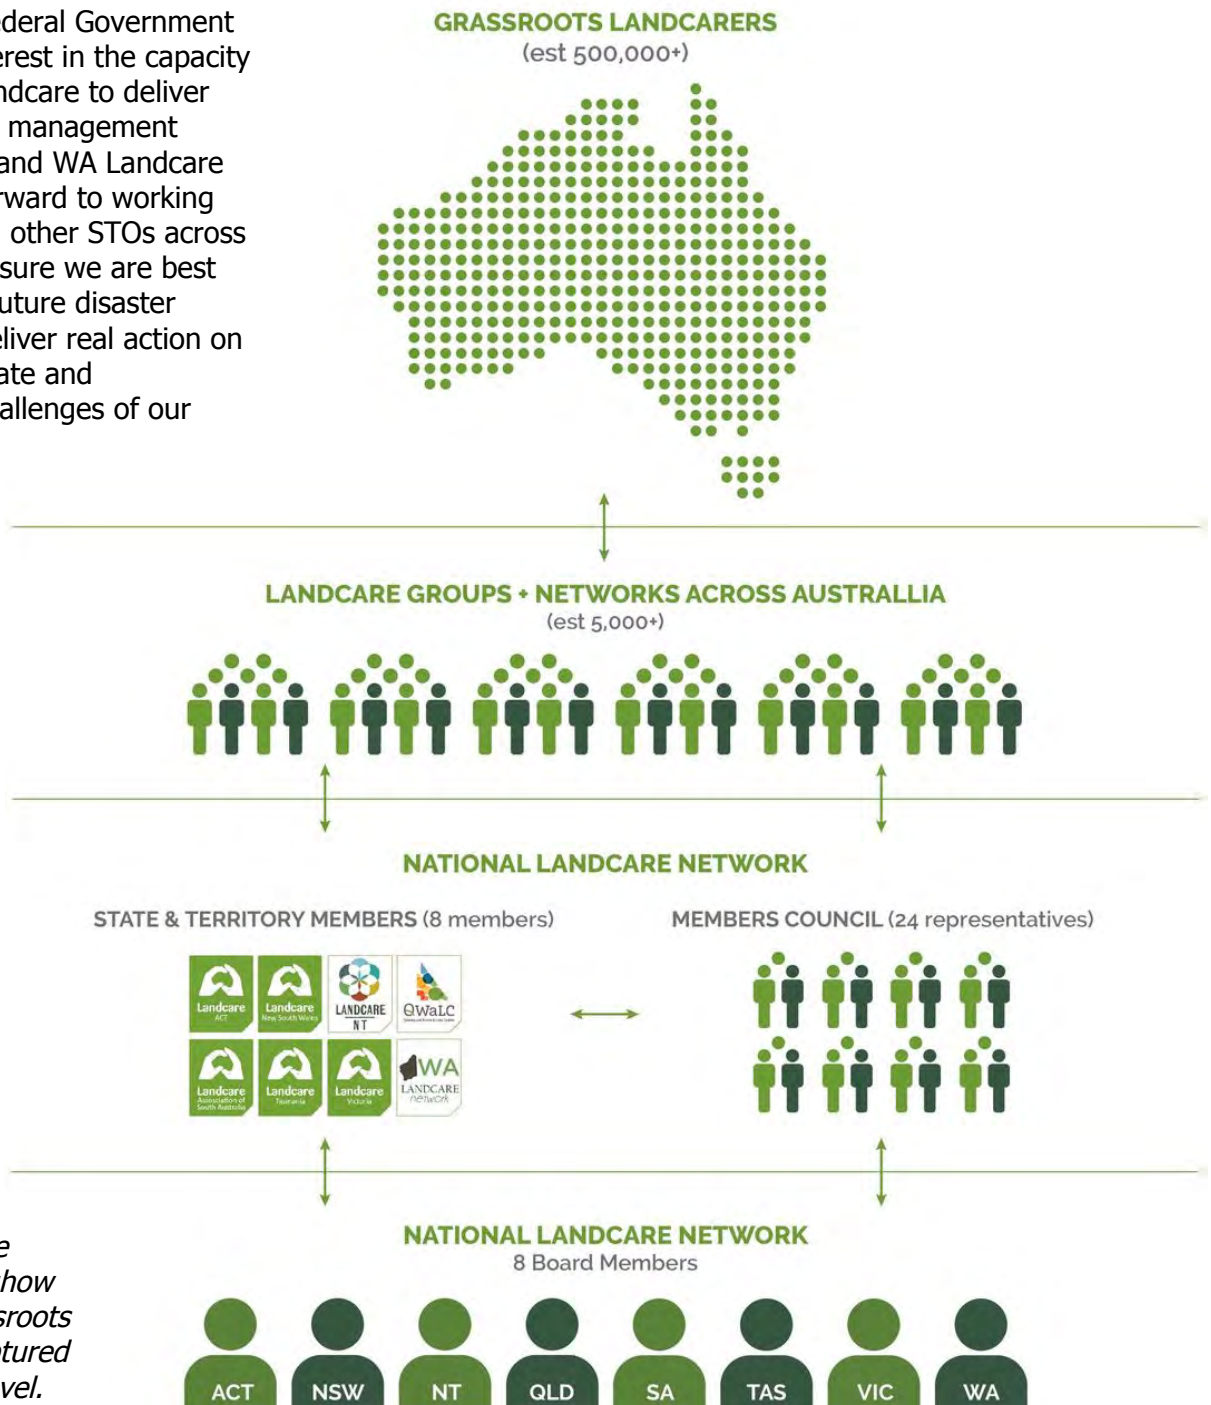 ederal Government
erest in the capacity
ndcare to deliver
management
and WA Landcare
rward to working
other STOs across
sure we are best
uture disaster
eliver real action on
ate and
allenges of our
GRASSROOTS LANDCARERS
(est 500,000+)
LANDCARE GROUPS + NETWORKS ACROSS AUSTRALLIA
(est 5,000+)
NATIONAL LANDCARE NETWORK
STATE & TERRITORY MEMBERS (8 members)
Landcare
ACT
Landcare
New South Wales
LANDCARE
NT
QWaLC
Landcare
Association of
South Australia
Landcare
Tasmania
Landcare
Victoria
WA
LANDCARE
network
MEMBERS COUNCIL (24 representatives)
NATIONAL LANDCARE NETWORK
8 Board Members
e
how
sroots
tured
vel.
ACT NSW NT QLD SA TAS VIC WA